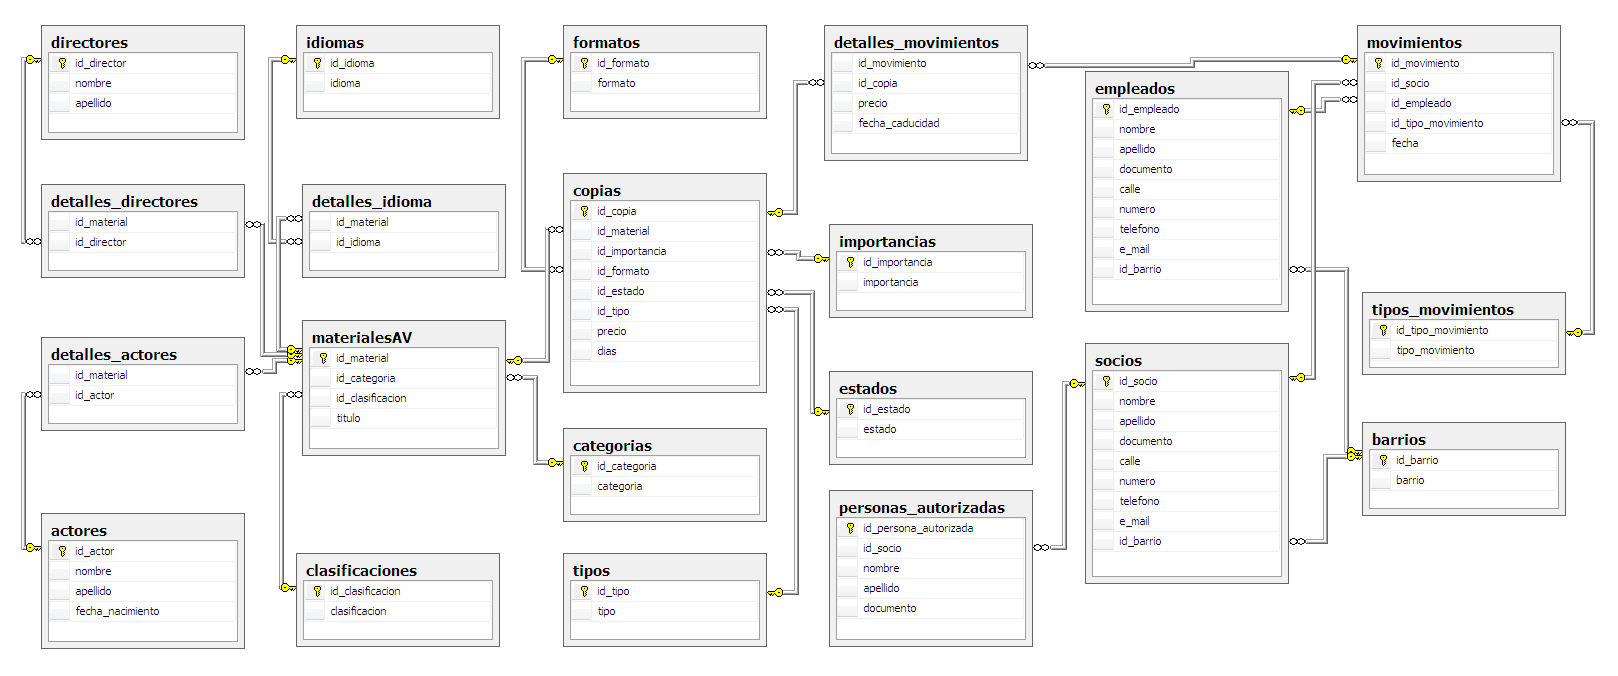 directores
id_director
nombre
apellido
idiomas
id_idioma
idioma
formatos
id_formato
formato
detalles_movimientos
id_movimiento
id_copia
precio
fecha_caducidad
empleados
id_empleado
nombre
apellido
documento
calle
numero
telefono
e_mail
id_barrio
movimientos
id_movimiento
id_socio
id_empleado
id_tipo_movimiento
fecha
detalles_directores
id_material
id_director
detalles_idioma
id_material
id_idioma
copias
id_copia
id_material
id_importancia
id_formato
id_estado
id_tipo
precio
dias
importancias
id_importancia
importancia
tipos_movimientos
id_tipo_movimiento
tipo_movimiento
detalles_actores
id_material
id_actor
materialesAV
id_material
id_categoria
id_clasificacion
titulo
estados
id_estado
estado
socios
id_socio
nombre
apellido
documento
calle
numero
telefono
e_mail
id_barrio
barrios
id_barrio
barrio
categorias
id_categoria
categoria
personas_autorizadas
id_persona_autorizada
id_socio
nombre
apellido
documento
actores
id_actor
nombre
apellido
fecha_nacimiento
clasificaciones
id_clasificacion
clasificacion
tipos
id_tipo
tipo